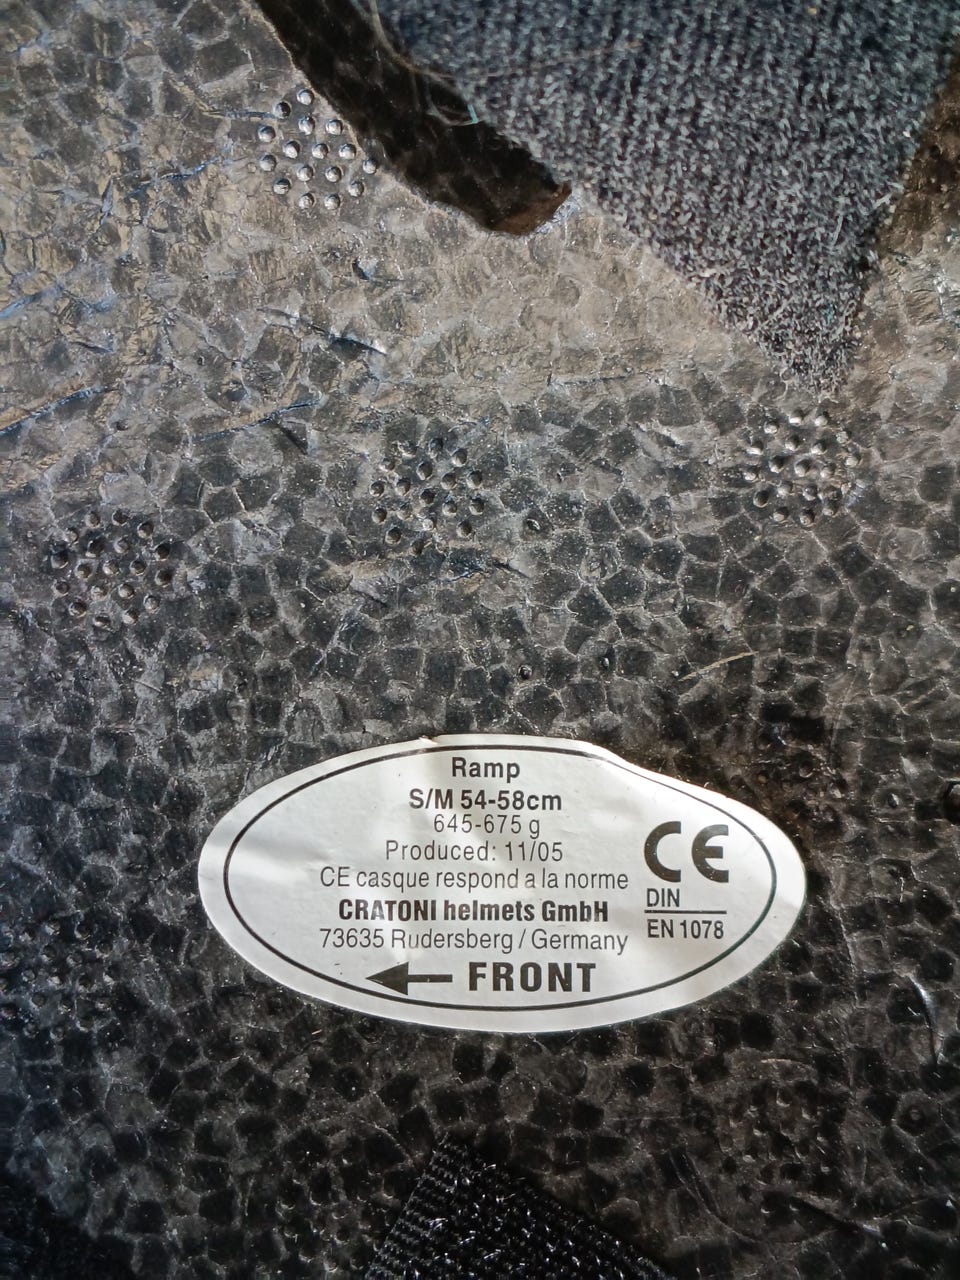 Ramp
S/M 54-58cm
645-675 g
Produced: 11/05
CE casque respond a la norme
CRATONI helmets GmbH
73635 Rudersberg / Germany
FRONT
CE
DIN
EN 1078